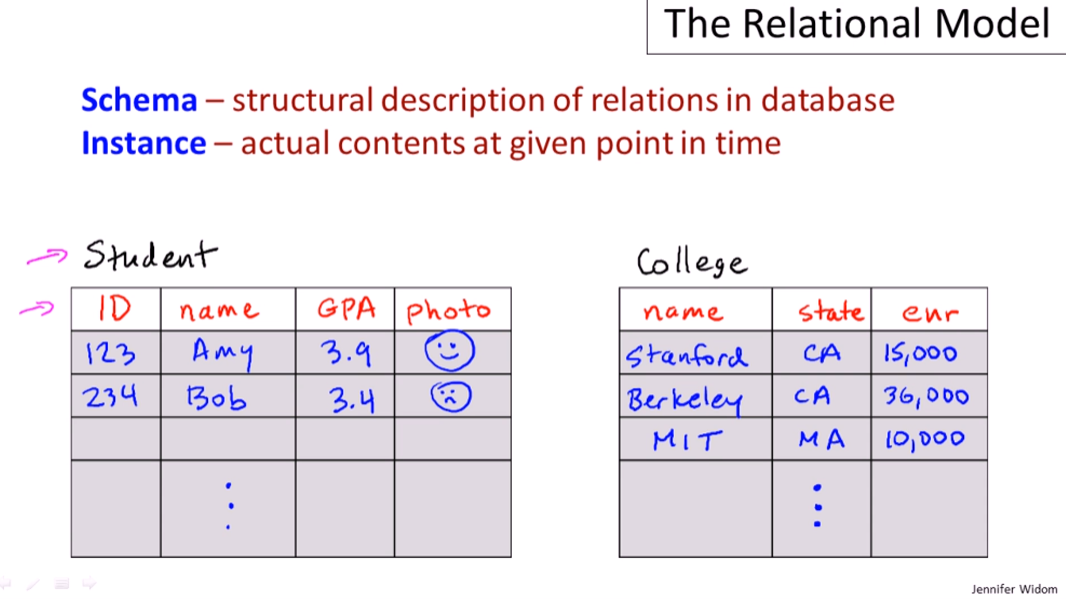 The Relational Model
Schema – structural description of relations in database
Instance – actual contents at given point in time
Student
ID name GPA photo
123 Amy 3.9
234 Bob 3.4
College
name state enr
Stanford CA 15,000
Berkeley CA 36,000
MIT MA 10,000
Jennifer Widom